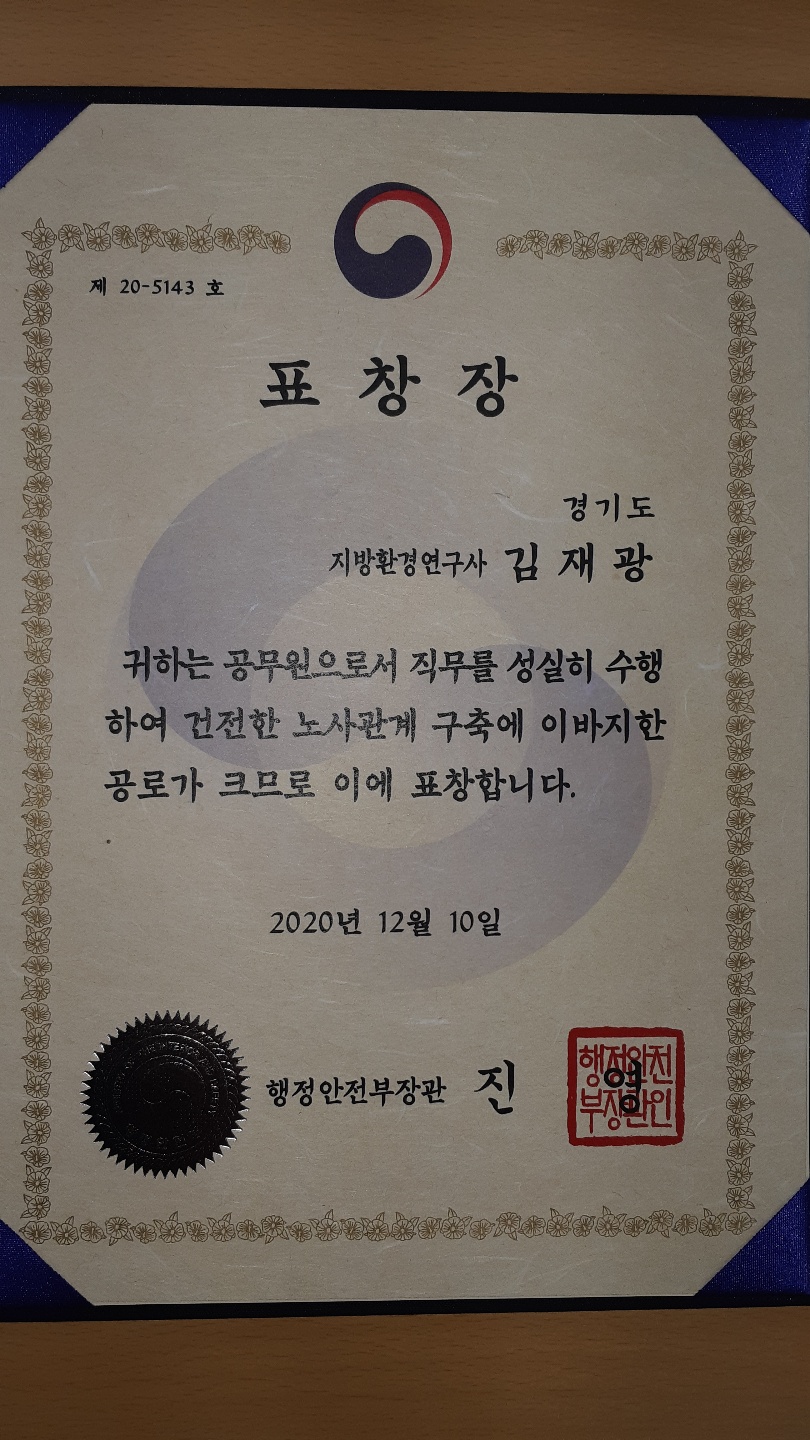 제 20-5143 호
표 창 장
경기도
지방환경연구사 김 재 광
귀하는 공무원으로서 직무를 성실히 수행
하여 건전한 노사관계 구축에 이바지한
공로가 크므로 이에 표창합니다.
2020년 12월 10일
행정안전부장관 진 영
행정안전
부장관인